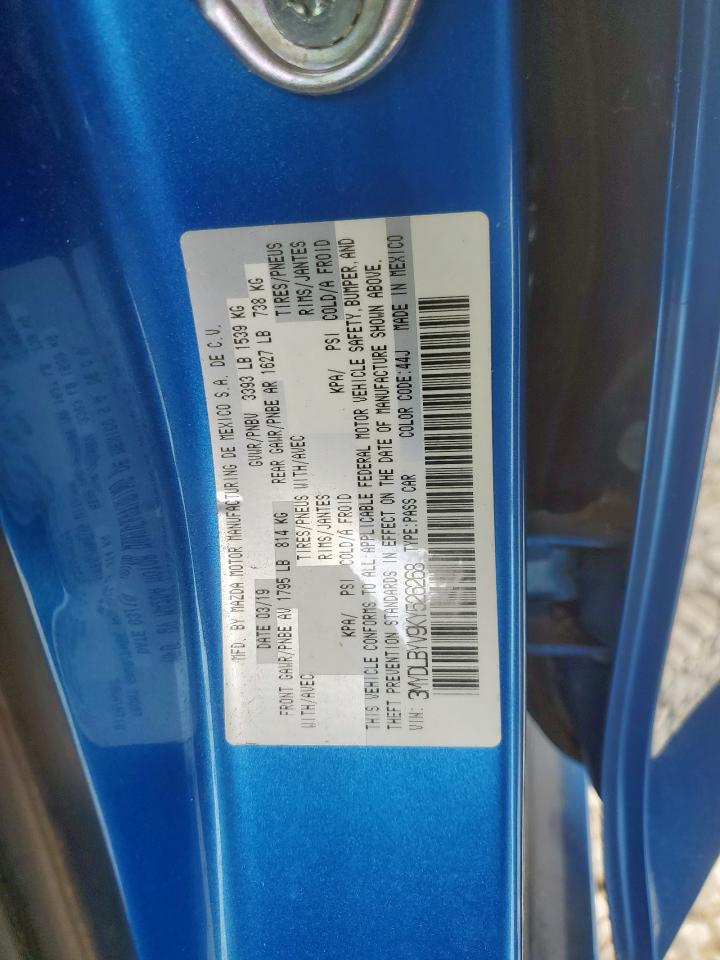 MFD. BY MAZDA MOTOR MANUFACTURING DE MEXICO S.A. DE C.V.
DATE 03/19 GVWR/PNBV 3393 LB 1539 KG
FRONT GAWR/PNBE AV 1795 LB 814 KG REAR GAWR/PNBE AR 1627 LB 738 KG
WITH/AVEC TIRES/PNEUS WITH/AVEC TIRES/PNEUS
RIMS/JANTES RIMS/JANTES
KPA/ PSI COLD/A FROID KPA/ PSI COLD/A FROID
THIS VEHICLE CONFORMS TO ALL APPLICABLE FEDERAL MOTOR VEHICLE SAFETY, BUMPER, AND
THEFT PREVENTION STANDARDS IN EFFECT ON THE DATE OF MANUFACTURE SHOWN ABOVE.
VIN: 3MYDLBYV9KY526268 TYPE:PASS CAR COLOR CODE:44J MADE IN MEXICO